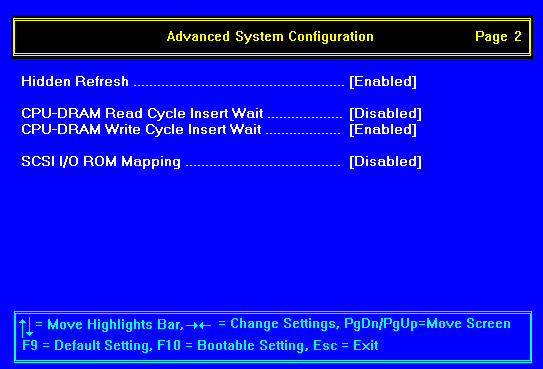 Advanced System Configuration Page 2
Hidden Refresh ................................................ [Enabled]
CPU-DRAM Read Cycle Insert Wait ................. [Disabled]
CPU-DRAM Write Cycle Insert Wait ................. [Enabled]
SCSI I/O ROM Mapping ................................... [Disabled]
↑↓= Move Highlights Bar, →← = Change Settings, PgDn/PgUp=Move Screen
F9 = Default Setting, F10 = Bootable Setting, Esc = Exit